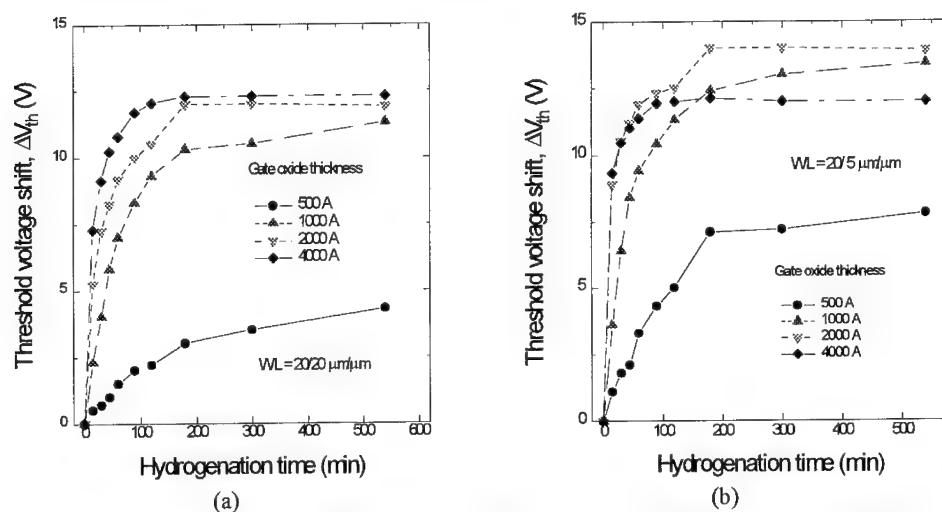 Threshold voltage shift, ΔVth (V)
15
10
5
0
Gate oxide thickness
500 A
1000 A
2000 A
4000 A
W/L = 20/20 μm/μm
0 100 200 300 400 500 600
Hydrogenation time (min)
(a)
Threshold voltage shift, ΔVth (V)
15
10
5
0
W/L = 20/5 μm/μm
Gate oxide thickness
500 A
1000 A
2000 A
4000 A
0 100 200 300 400 500
Hydrogenation time (min)
(b)